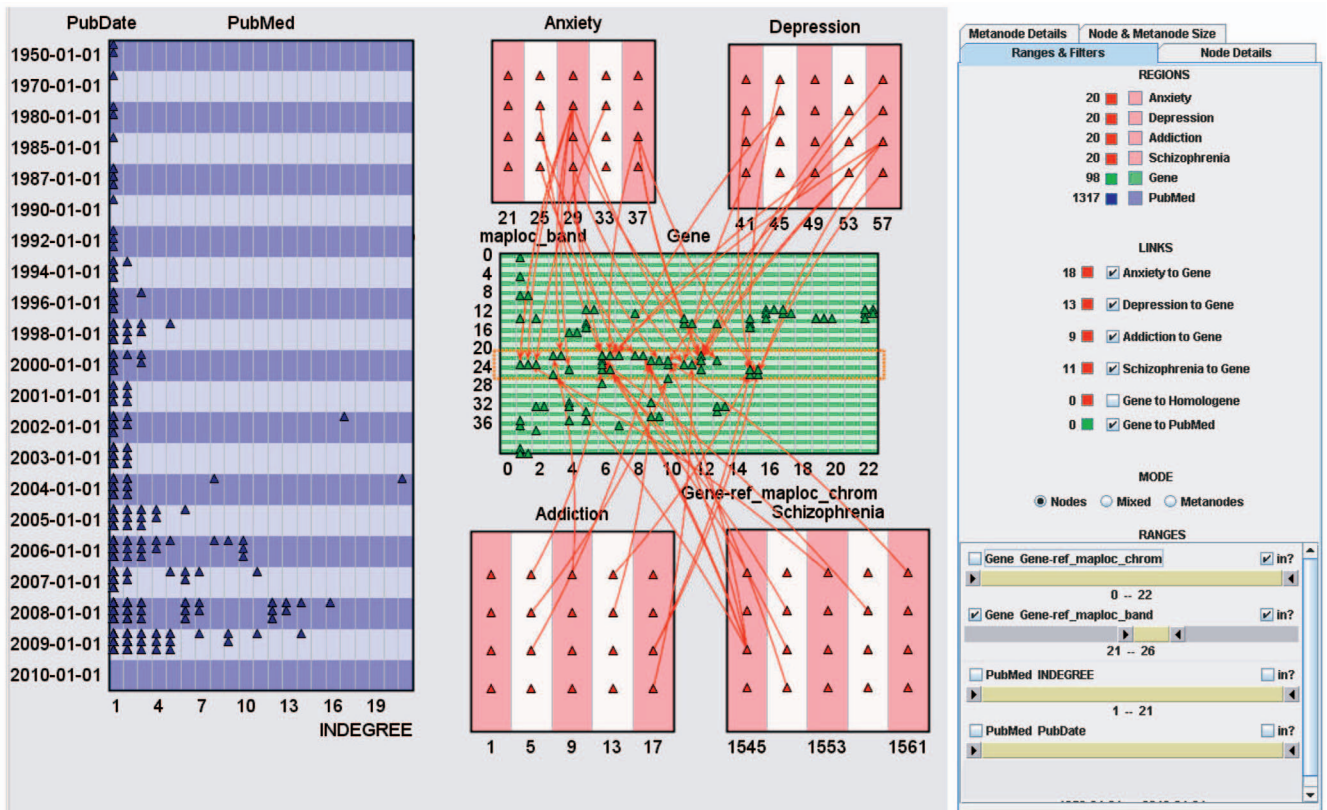 PubDate PubMed
1950-01-01
1970-01-01
1980-01-01
1985-01-01
1987-01-01
1990-01-01
1992-01-01
1994-01-01
1996-01-01
1998-01-01
2000-01-01
2001-01-01
2002-01-01
2003-01-01
2004-01-01
2005-01-01
2006-01-01
2007-01-01
2008-01-01
2009-01-01
2010-01-01
1 4 7 10 13 16 19
INDEGREE
Anxiety
21 25 29 33 37
Depression
41 45 49 53 57
maploc_band Gene
0
4
8
12
16
20
24
28
32
36
0 2 4 6 8 10 12 14 16 18 20 22
Gene-ref_maploc_chrom
Addiction
1 5 9 13 17
Schizophrenia
1545 1553 1561
Metanode Details Node & Metanode Size
Ranges & Filters Node Details
REGIONS
20 Anxiety
20 Depression
20 Addiction
20 Schizophrenia
98 Gene
1317 PubMed
LINKS
18 Anxiety to Gene
13 Depression to Gene
9 Addiction to Gene
11 Schizophrenia to Gene
0 Gene to Homologene
0 Gene to PubMed
MODE
Nodes Mixed Metanodes
RANGES
Gene Gene-ref_maploc_chrom in?
0 -- 22
Gene Gene-ref_maploc_band in?
21 -- 26
PubMed INDEGREE in?
1 -- 21
PubMed PubDate in?